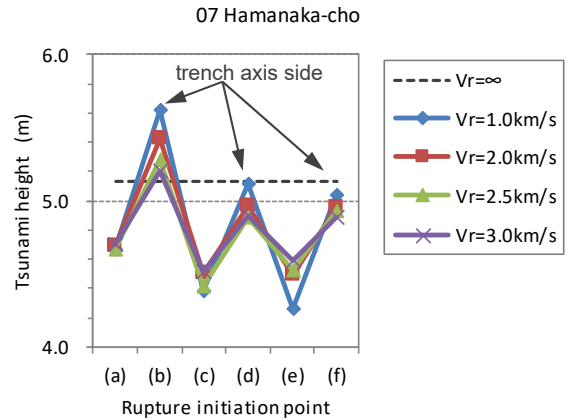 07 Hamanaka-cho
6.0
5.0
4.0
Tsunami height (m)
trench axis side
(a) (b) (c) (d) (e) (f)
Rupture initiation point
Vr=∞
Vr=1.0km/s
Vr=2.0km/s
Vr=2.5km/s
Vr=3.0km/s